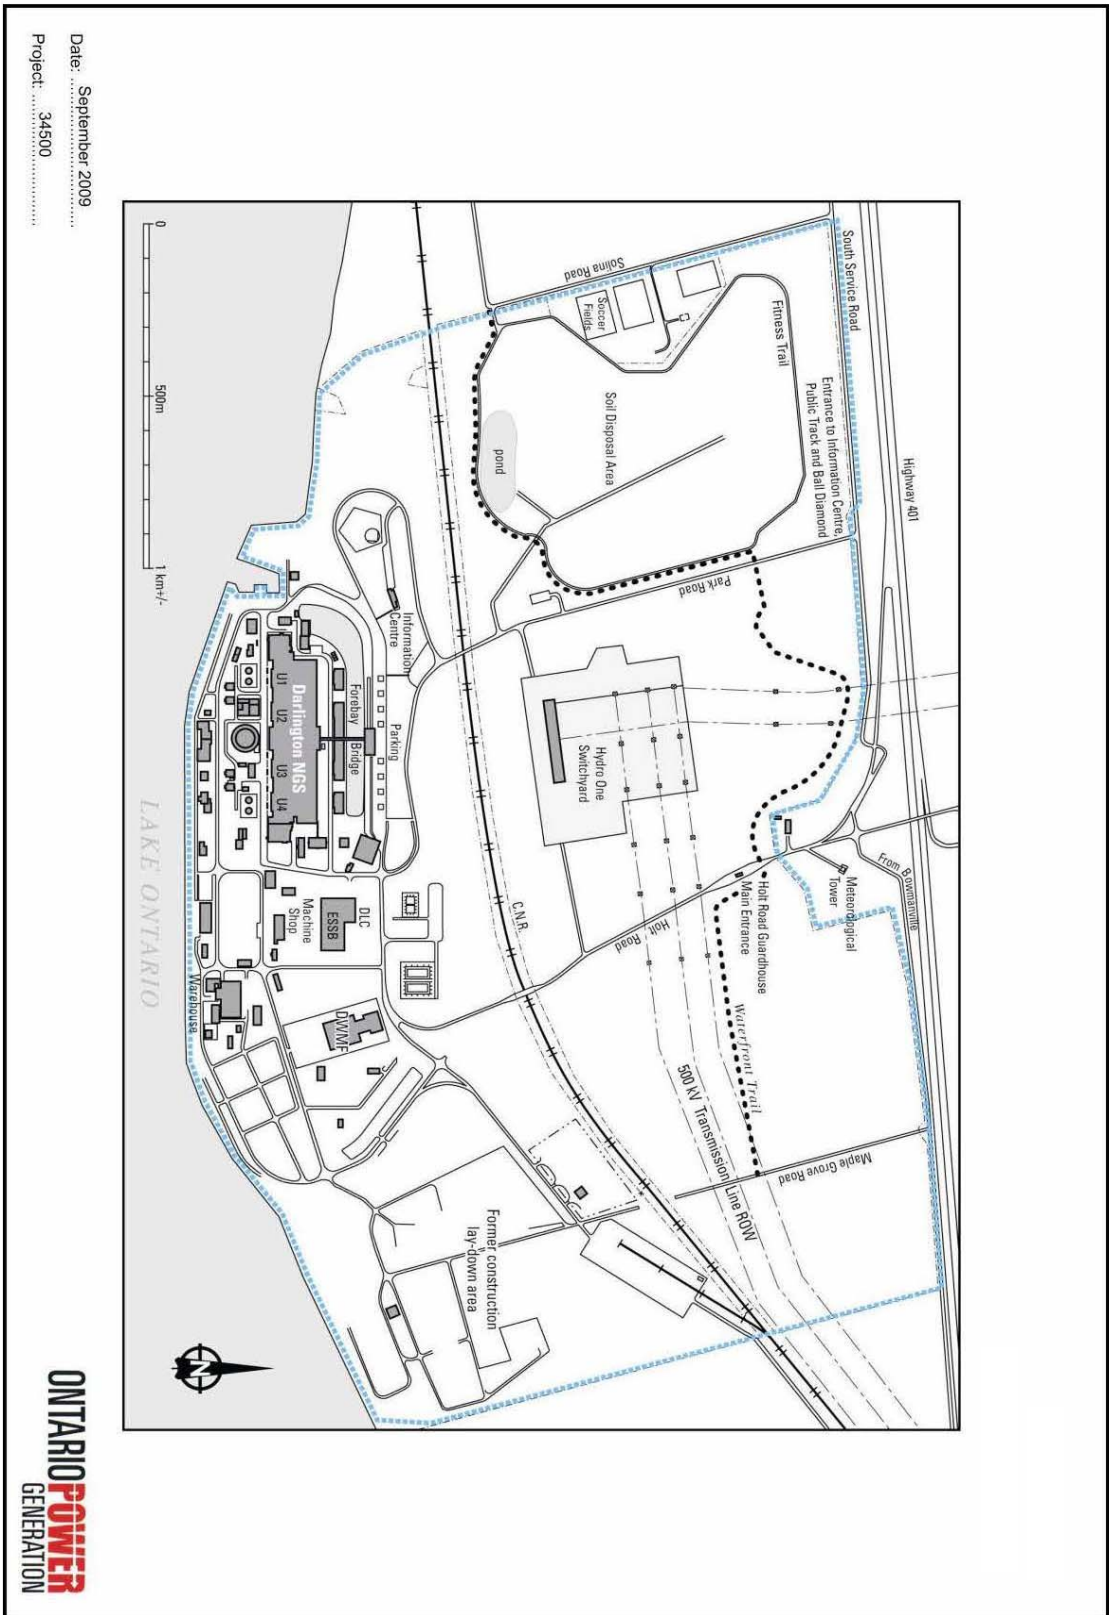 South Service Road
Highway 401
Entrance to Information Centre,
Public Track and Ball Diamond
From Bowmanville
Fitness Trail
Solina Road
Soccer
Fields
Soil Disposal Area
pond
Park Road
Hydro One
Switchyard
Meteorological
Tower
Holt Road Guardhouse
Main Entrance
Holt Road
Waterfront Trail
500 kV Transmission Line ROW
Maple Grove Road
C.N.R.
Information
Centre
Parking
Forebay
Bridge
Darlington NGS
U1
U2
U3
U4
DLC
ESSB
Machine
Shop
DWMF
Warehouse
Former construction
lay-down area
LAKE ONTARIO
0
500m
1 km+/-
N
Date: September 2009
Project: 34500
ONTARIOPOWER
GENERATION